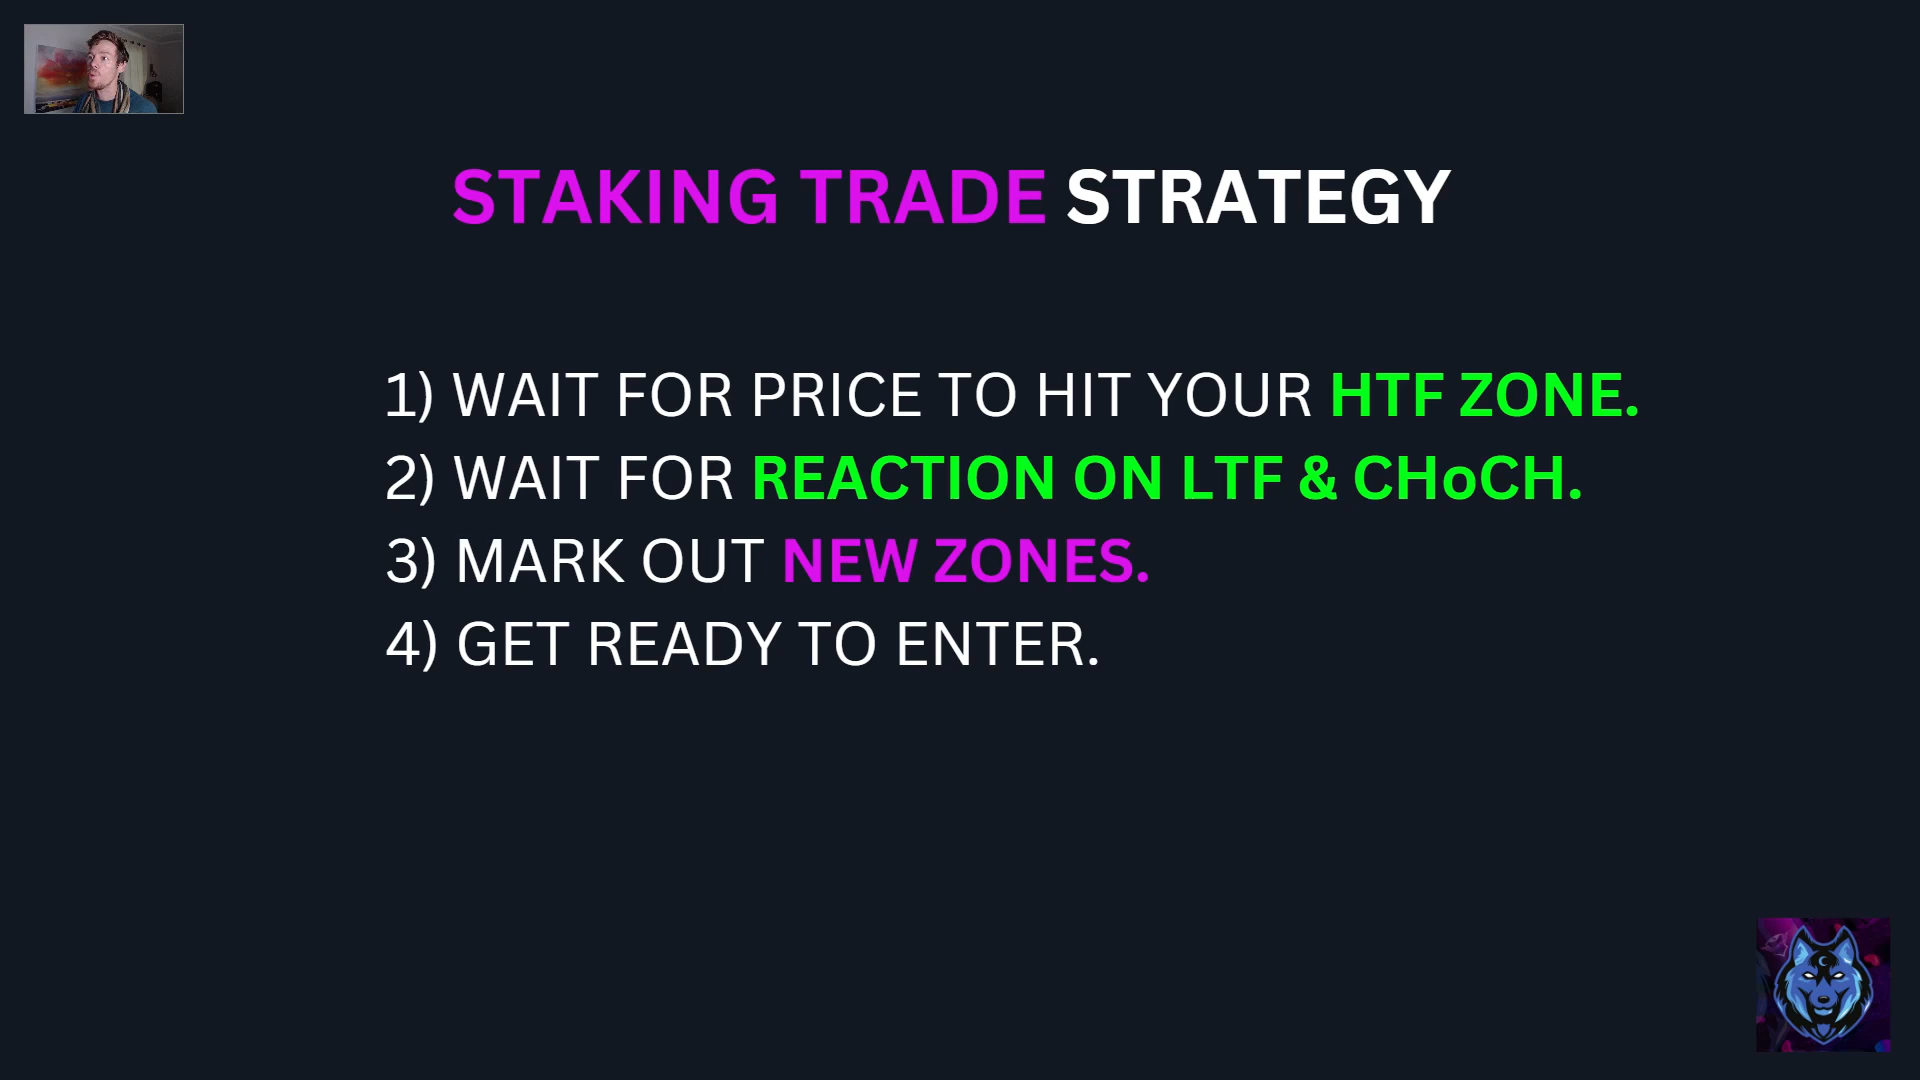 STAKING TRADE STRATEGY
1) WAIT FOR PRICE TO HIT YOUR HTF ZONE.
2) WAIT FOR REACTION ON LTF & CHoCH.
3) MARK OUT NEW ZONES.
4) GET READY TO ENTER.